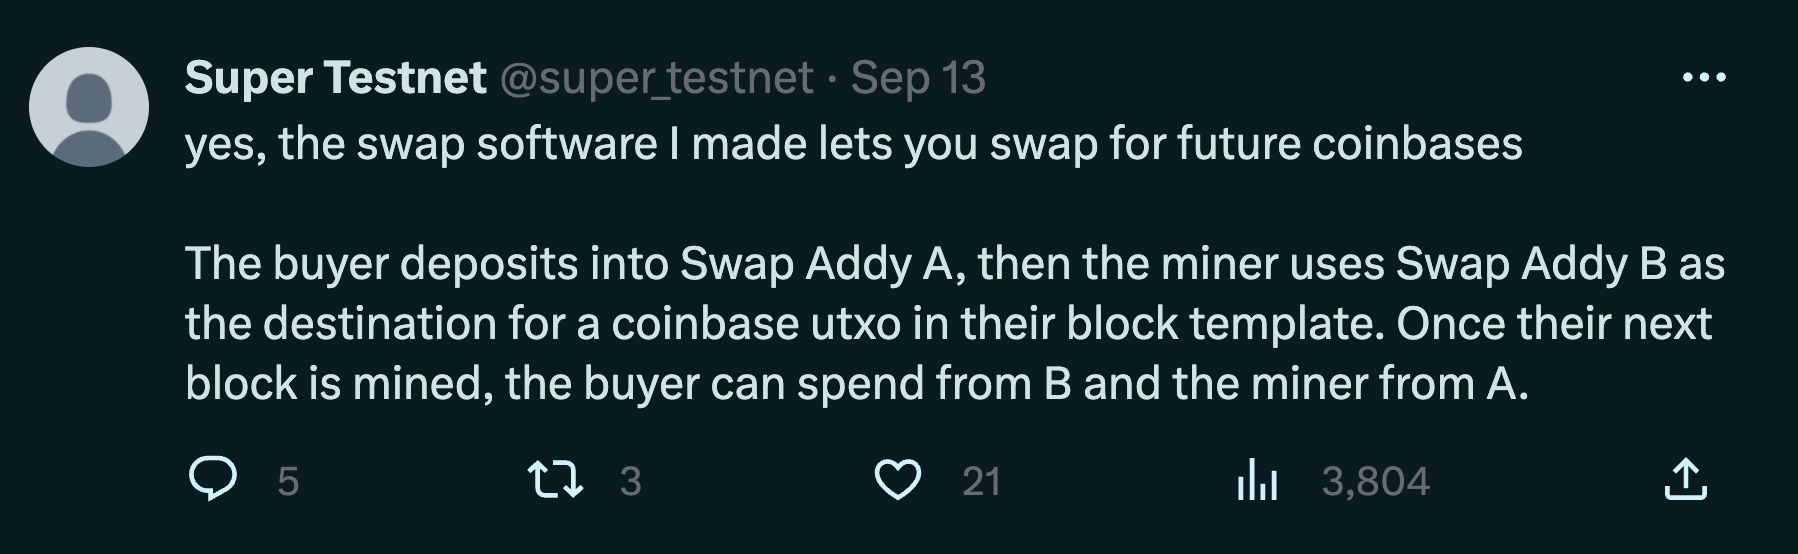 Super Testnet @super_testnet · Sep 13
yes, the swap software I made lets you swap for future coinbases
The buyer deposits into Swap Addy A, then the miner uses Swap Addy B as
the destination for a coinbase utxo in their block template. Once their next
block is mined, the buyer can spend from B and the miner from A.
5 3 21 3,804